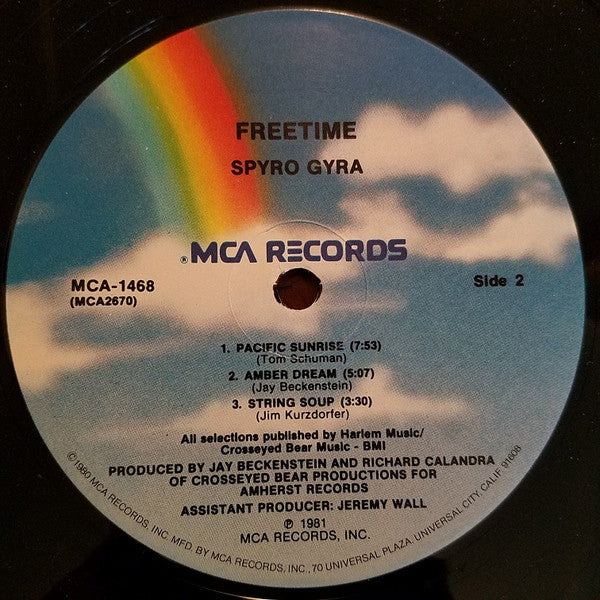 FREETIME
SPYRO GYRA
® MCA RECORDS
MCA-1468
(MCA2670)
Side 2
1. PACIFIC SUNRISE (7:53)
(Tom Schuman)
2. AMBER DREAM (5:07)
(Jay Beckenstein)
3. STRING SOUP (3:30)
(Jim Kurzdorfer)
All selections published by Harlem Music/
Crosseyed Bear Music - BMI
PRODUCED BY JAY BECKENSTEIN AND RICHARD CALANDRA
OF CROSSEYED BEAR PRODUCTIONS FOR
AMHERST RECORDS
ASSISTANT PRODUCER: JEREMY WALL
℗ 1981
MCA RECORDS, INC.
©1980 MCA RECORDS, INC. MFD. BY MCA RECORDS, INC., 70 UNIVERSAL PLAZA, UNIVERSAL CITY, CALIF. 91608